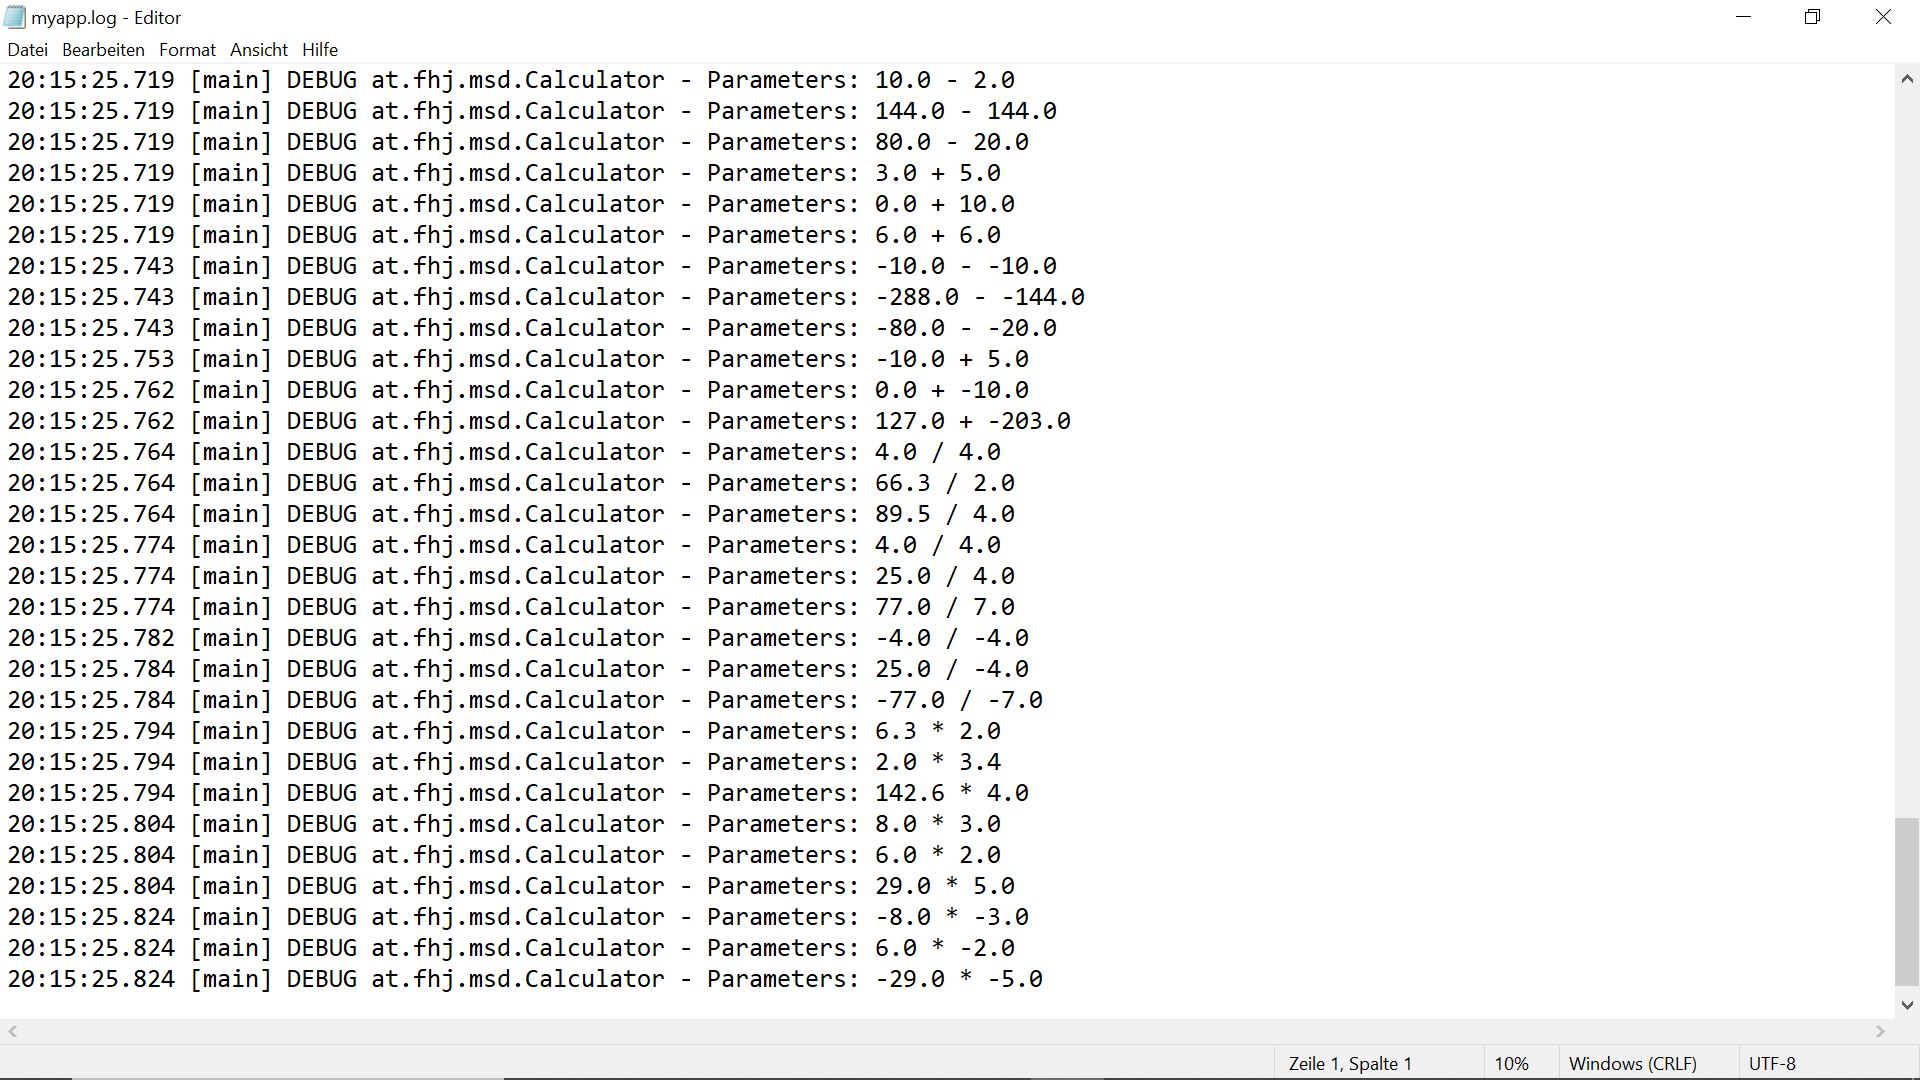 myapp.log - Editor
Datei Bearbeiten Format Ansicht Hilfe
20:15:25.719 [main] DEBUG at.fhj.msd.Calculator - Parameters: 10.0 - 2.0
20:15:25.719 [main] DEBUG at.fhj.msd.Calculator - Parameters: 144.0 - 144.0
20:15:25.719 [main] DEBUG at.fhj.msd.Calculator - Parameters: 80.0 - 20.0
20:15:25.719 [main] DEBUG at.fhj.msd.Calculator - Parameters: 3.0 + 5.0
20:15:25.719 [main] DEBUG at.fhj.msd.Calculator - Parameters: 0.0 + 10.0
20:15:25.719 [main] DEBUG at.fhj.msd.Calculator - Parameters: 6.0 + 6.0
20:15:25.743 [main] DEBUG at.fhj.msd.Calculator - Parameters: -10.0 - -10.0
20:15:25.743 [main] DEBUG at.fhj.msd.Calculator - Parameters: -288.0 - -144.0
20:15:25.743 [main] DEBUG at.fhj.msd.Calculator - Parameters: -80.0 - -20.0
20:15:25.753 [main] DEBUG at.fhj.msd.Calculator - Parameters: -10.0 + 5.0
20:15:25.762 [main] DEBUG at.fhj.msd.Calculator - Parameters: 0.0 + -10.0
20:15:25.762 [main] DEBUG at.fhj.msd.Calculator - Parameters: 127.0 + -203.0
20:15:25.764 [main] DEBUG at.fhj.msd.Calculator - Parameters: 4.0 / 4.0
20:15:25.764 [main] DEBUG at.fhj.msd.Calculator - Parameters: 66.3 / 2.0
20:15:25.764 [main] DEBUG at.fhj.msd.Calculator - Parameters: 89.5 / 4.0
20:15:25.774 [main] DEBUG at.fhj.msd.Calculator - Parameters: 4.0 / 4.0
20:15:25.774 [main] DEBUG at.fhj.msd.Calculator - Parameters: 25.0 / 4.0
20:15:25.774 [main] DEBUG at.fhj.msd.Calculator - Parameters: 77.0 / 7.0
20:15:25.782 [main] DEBUG at.fhj.msd.Calculator - Parameters: -4.0 / -4.0
20:15:25.784 [main] DEBUG at.fhj.msd.Calculator - Parameters: 25.0 / -4.0
20:15:25.784 [main] DEBUG at.fhj.msd.Calculator - Parameters: -77.0 / -7.0
20:15:25.794 [main] DEBUG at.fhj.msd.Calculator - Parameters: 6.3 * 2.0
20:15:25.794 [main] DEBUG at.fhj.msd.Calculator - Parameters: 2.0 * 3.4
20:15:25.794 [main] DEBUG at.fhj.msd.Calculator - Parameters: 142.6 * 4.0
20:15:25.804 [main] DEBUG at.fhj.msd.Calculator - Parameters: 8.0 * 3.0
20:15:25.804 [main] DEBUG at.fhj.msd.Calculator - Parameters: 6.0 * 2.0
20:15:25.804 [main] DEBUG at.fhj.msd.Calculator - Parameters: 29.0 * 5.0
20:15:25.824 [main] DEBUG at.fhj.msd.Calculator - Parameters: -8.0 * -3.0
20:15:25.824 [main] DEBUG at.fhj.msd.Calculator - Parameters: 6.0 * -2.0
20:15:25.824 [main] DEBUG at.fhj.msd.Calculator - Parameters: -29.0 * -5.0
Zeile 1, Spalte 1 10% Windows (CRLF) UTF-8